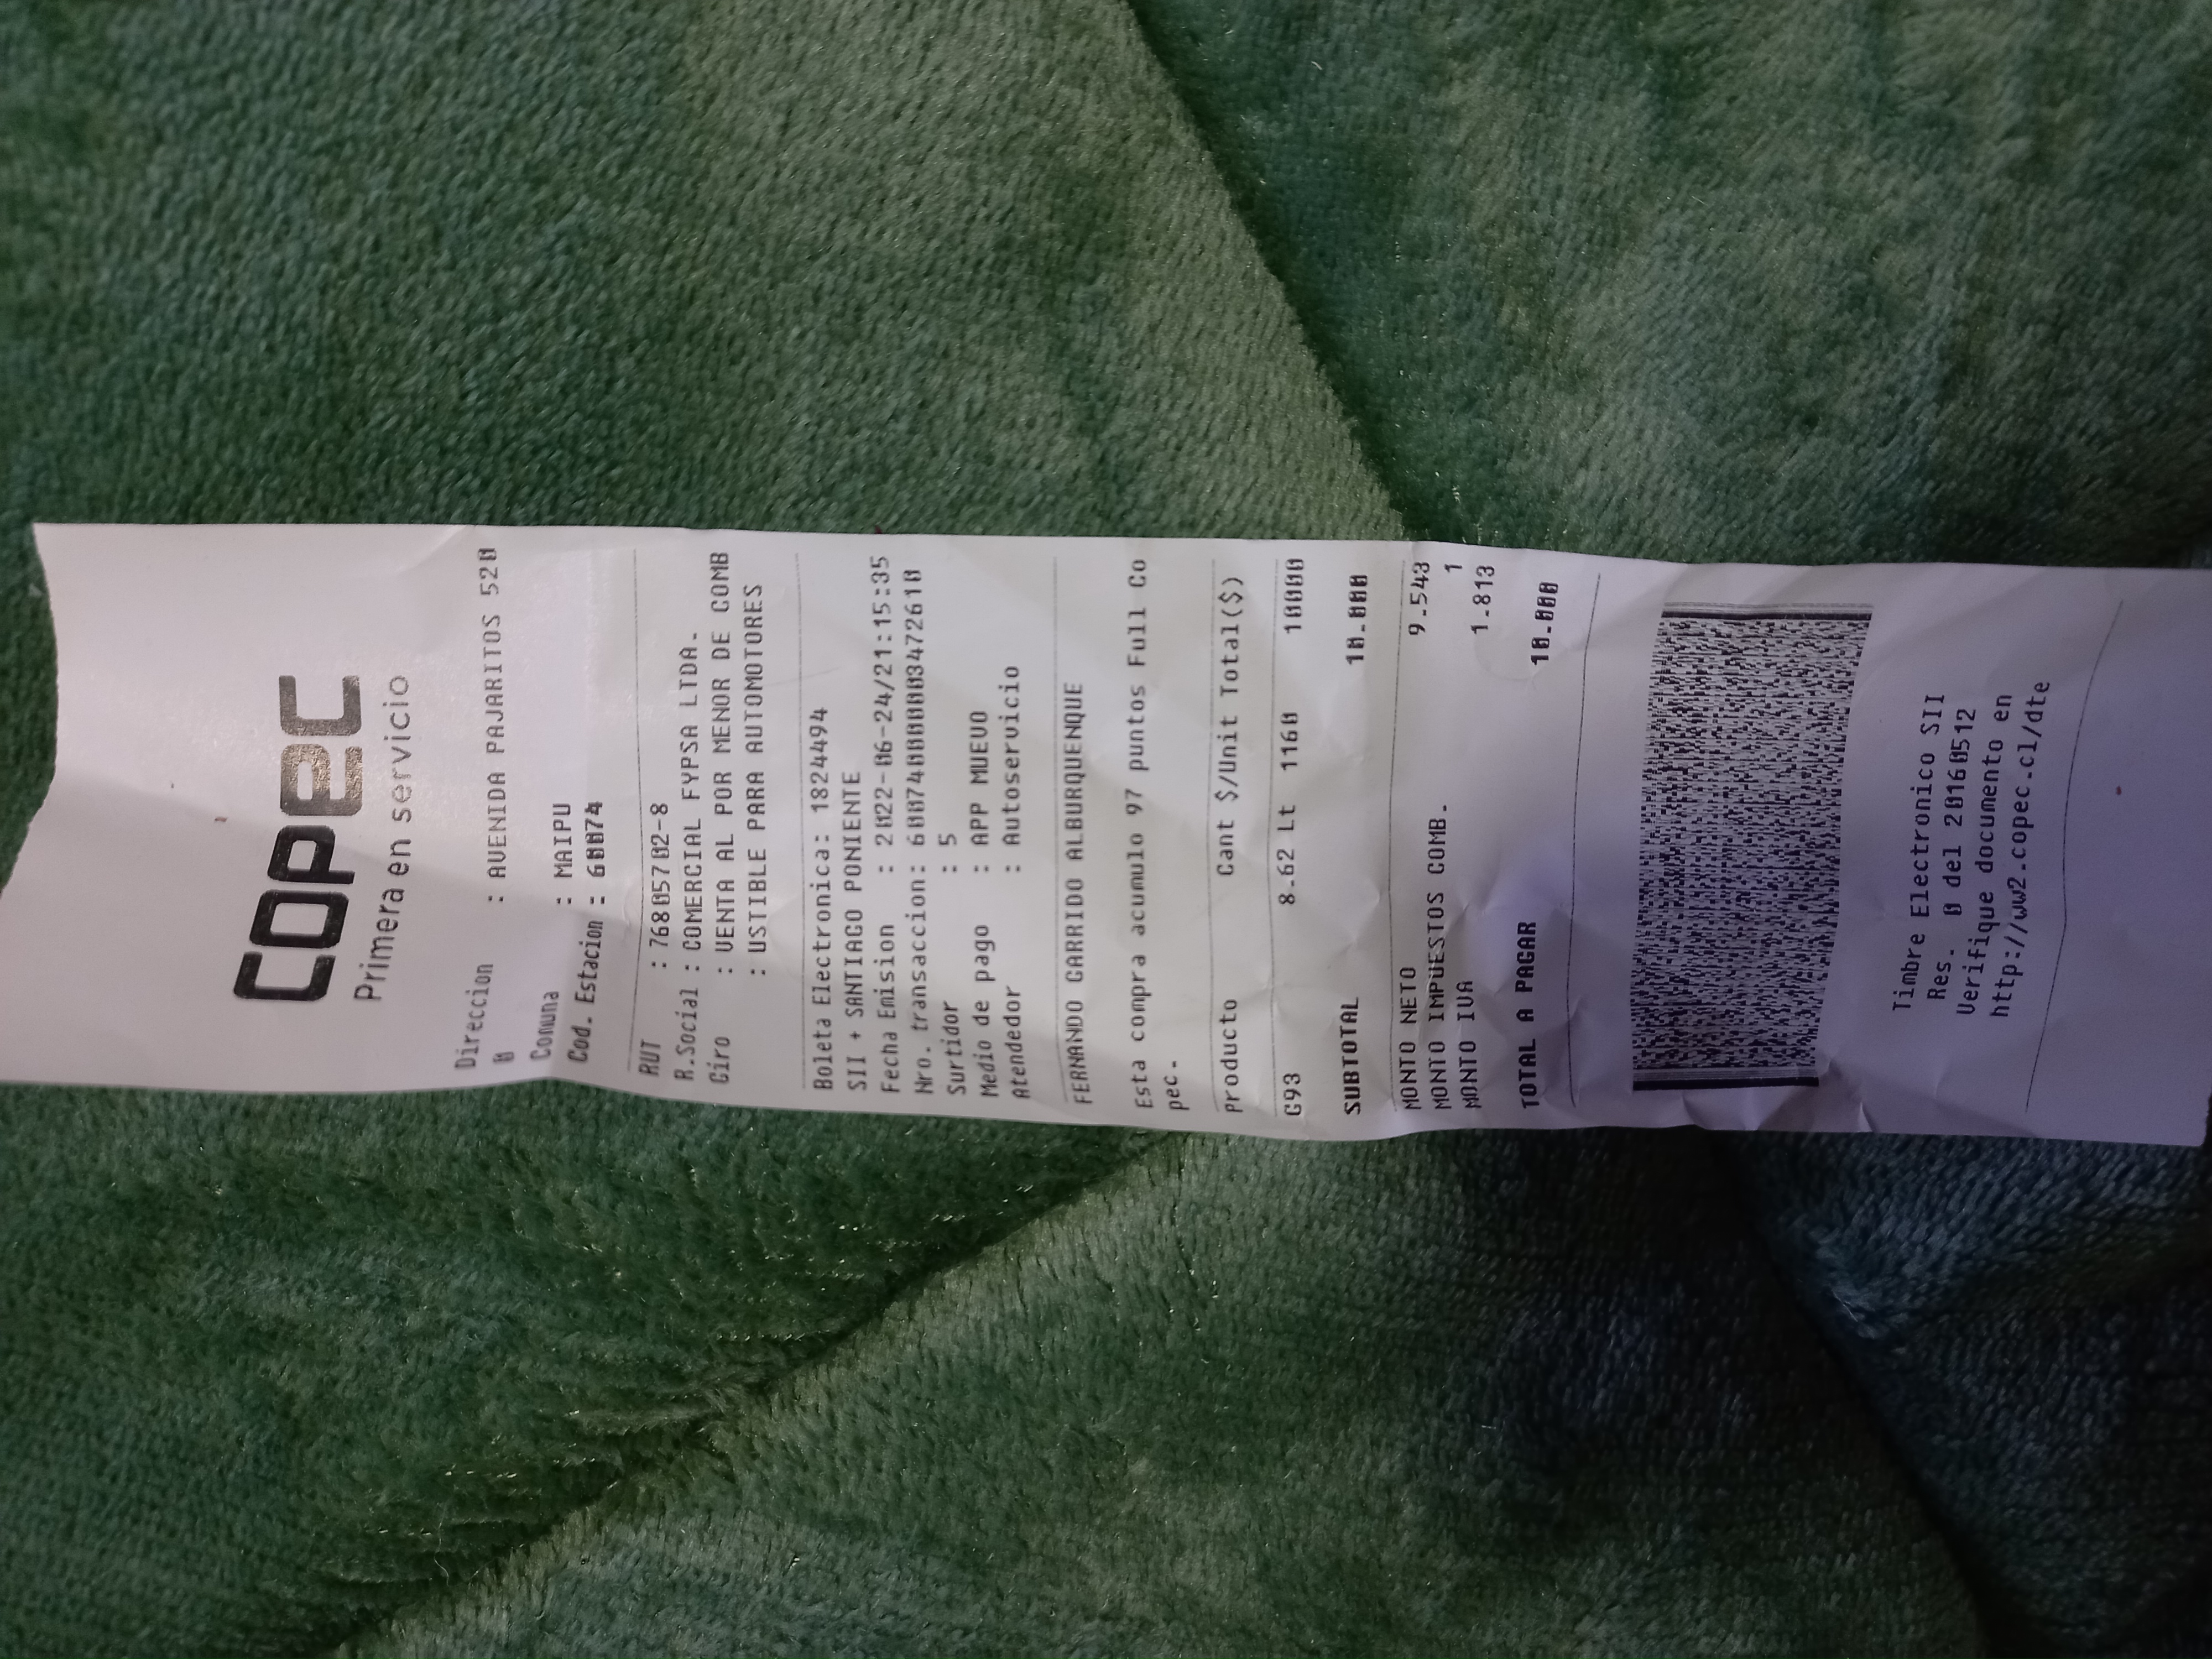 COPEC
Primera en servicio
Direccion : AVENIDA PAJARITOS 520
0
Comuna : MAIPU
Cod. Estacion : 60074
RUT : 76805702-8
R.Social : COMERCIAL FYPSA LTDA.
Giro : VENTA AL POR MENOR DE COMB
: USTIBLE PARA AUTOMOTORES
Boleta Electronica: 1824494
SII + SANTIAGO PONIENTE
Fecha Emision : 2022-06-24/21:15:35
Nro. transaccion: 600740000003472610
Surtidor : 5
Medio de pago : APP MUEVO
Atendedor : Autoservicio
FERNANDO GARRIDO ALBURQUENQUE
Esta compra acumulo 97 puntos Full Co
pec.
Producto Cant $/Unit Total($)
G93 8.62 Lt 1160 10000
SUBTOTAL 10.000
MONTO NETO 9.543
MONTO IMPUESTOS COMB. 1
MONTO IVA 1.813
TOTAL A PAGAR 10.000
Timbre Electronico SII
Res. 0 del 20160512
Verifique documento en
http://ww2.copec.cl/dte